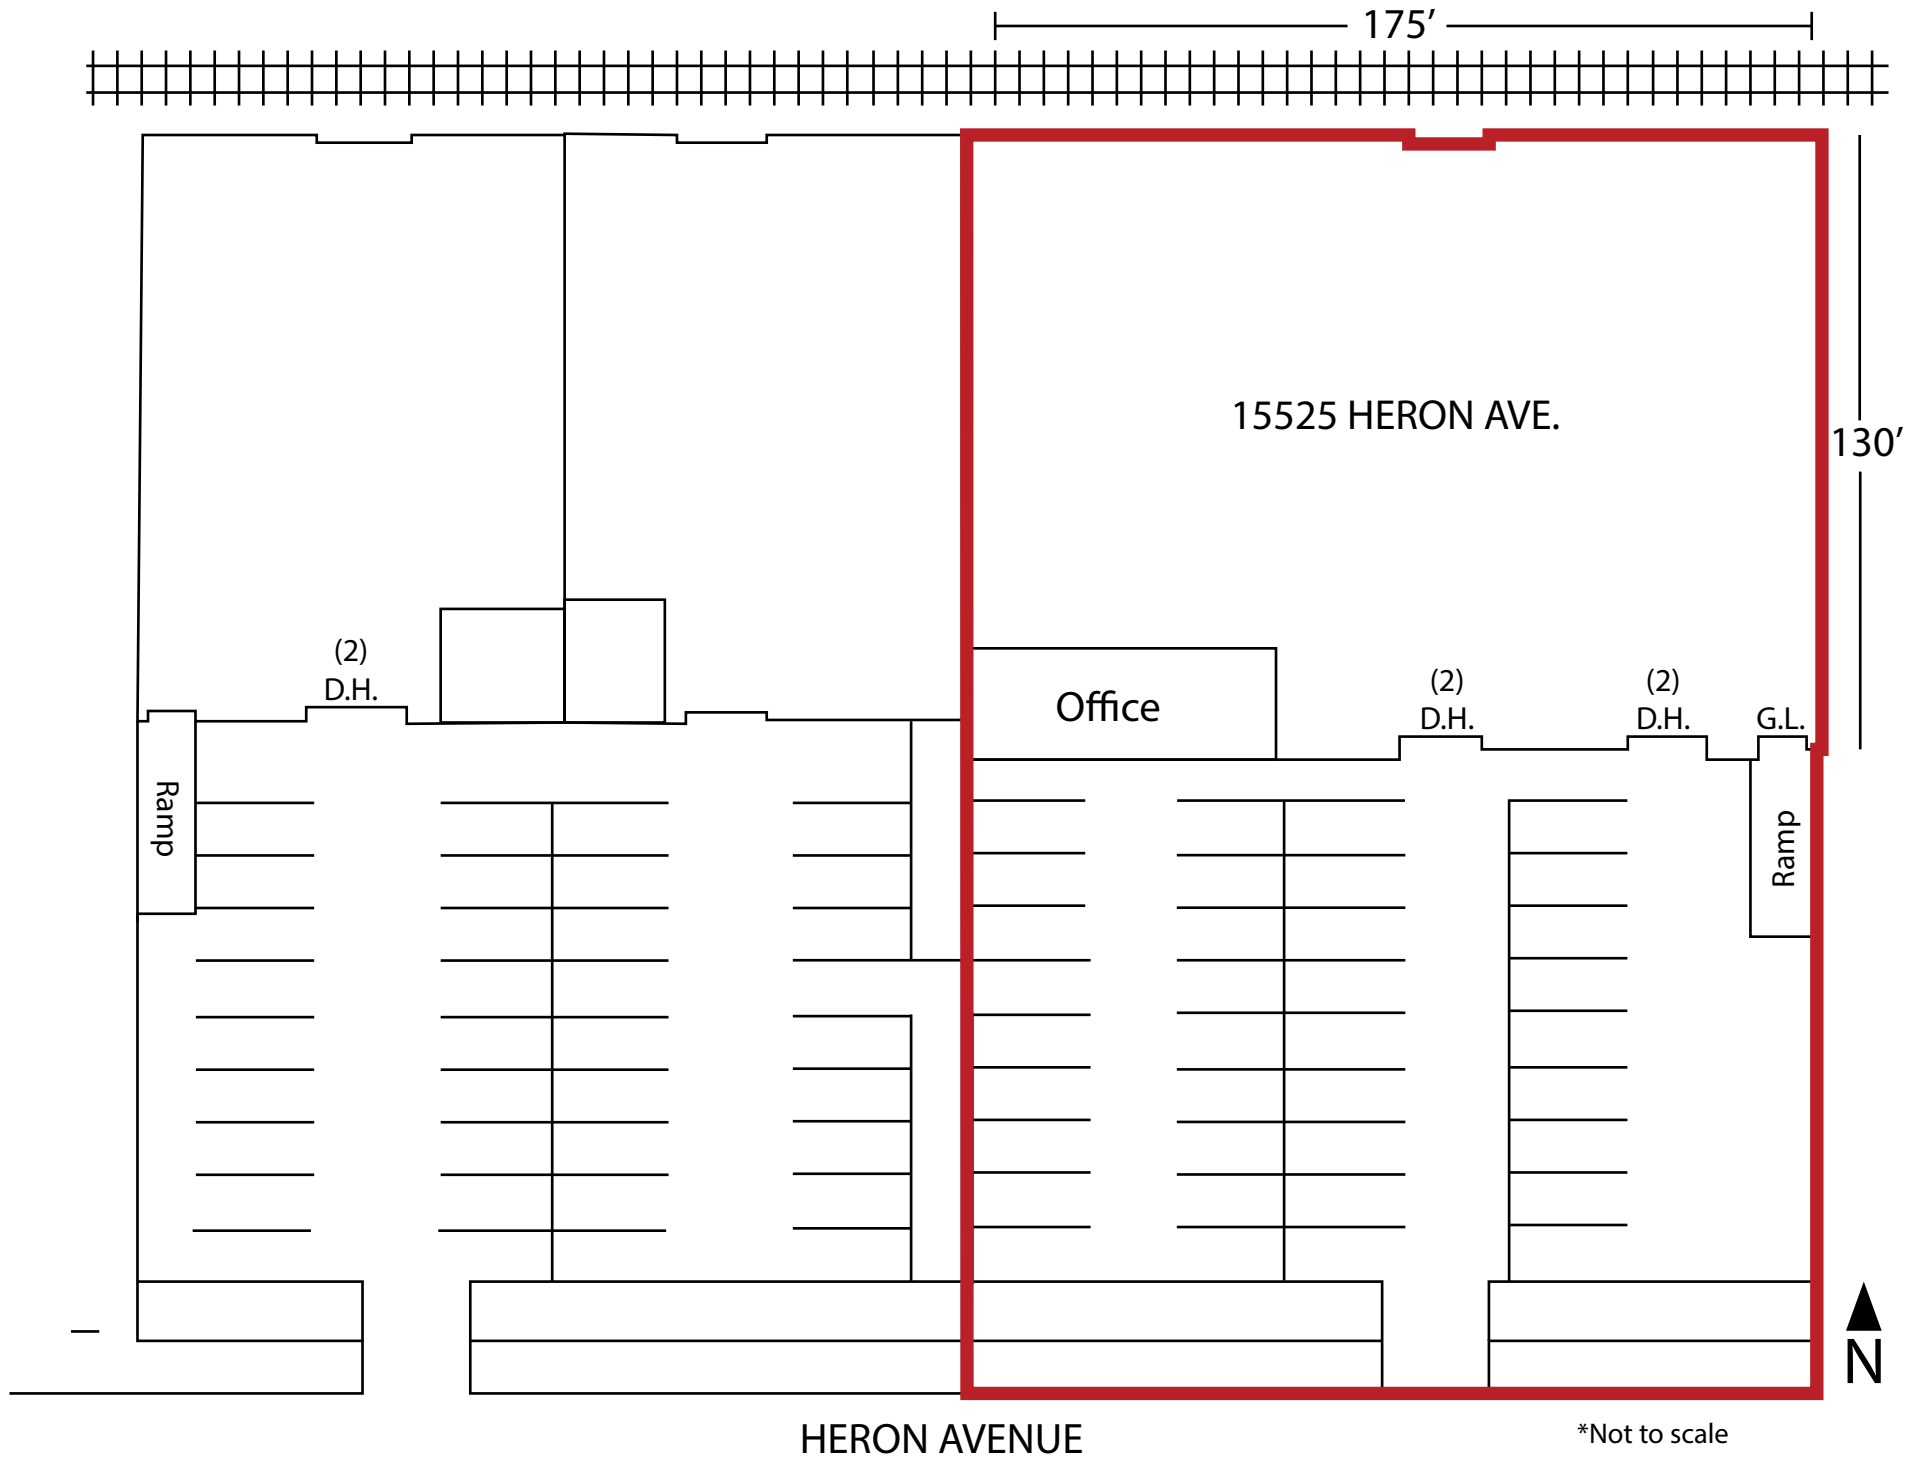 175’
15525 HERON AVE.
130’
(2)
D.H.
Office
(2)
D.H.
(2)
D.H.
G.L.
Ramp
Ramp
N
HERON AVENUE
*Not to scale